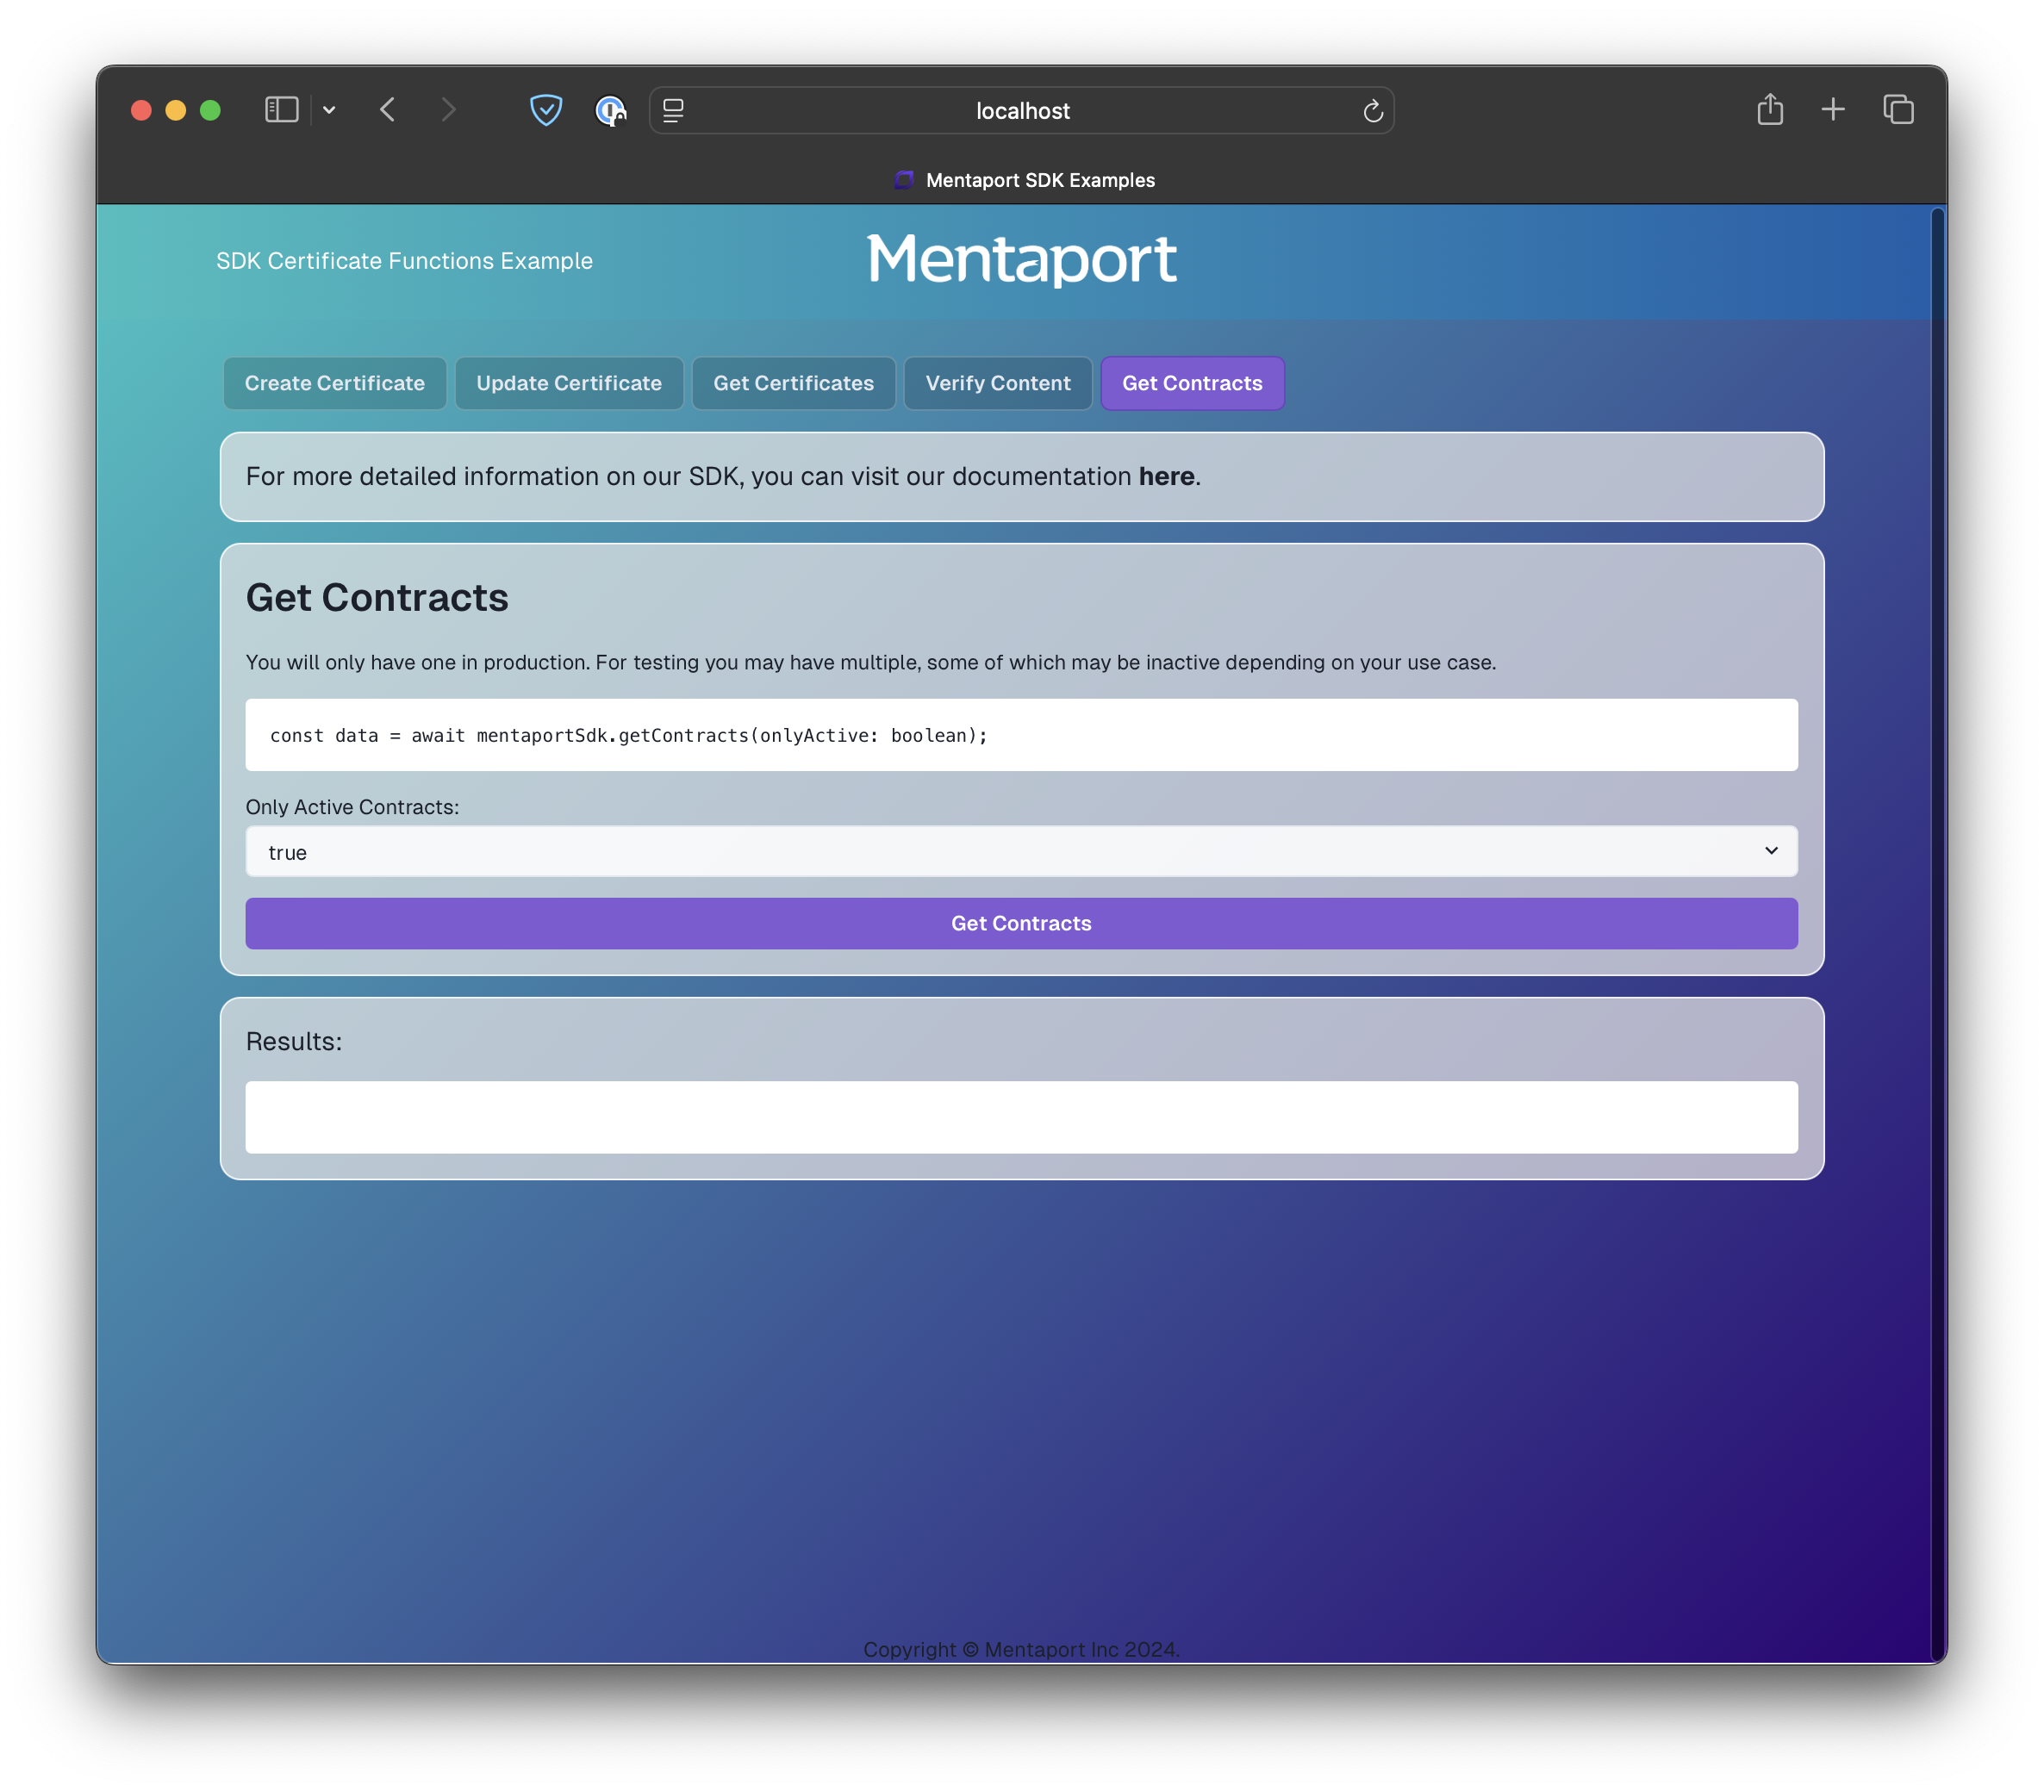 localhost
Mentaport SDK Examples
SDK Certificate Functions Example
Mentaport
Create Certificate
Update Certificate
Get Certificates
Verify Content
Get Contracts
For more detailed information on our SDK, you can visit our documentation here.
Get Contracts
You will only have one in production. For testing you may have multiple, some of which may be inactive depending on your use case.
const data = await mentaportSdk.getContracts(onlyActive: boolean);
Only Active Contracts:
true
Get Contracts
Results:
Copyright © Mentaport Inc 2024.